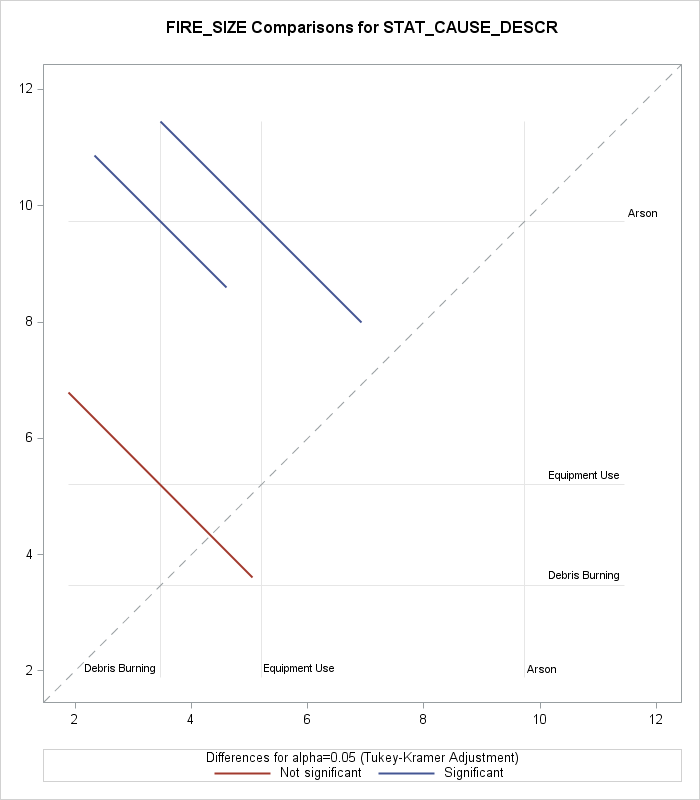 FIRE_SIZE Comparisons for STAT_CAUSE_DESCR
12
10
8
6
4
2
Arson
Equipment Use
Debris Burning
Debris Burning
Equipment Use
Arson
2
4
6
8
10
12
Differences for alpha=0.05 (Tukey-Kramer Adjustment)
Not significant
Significant